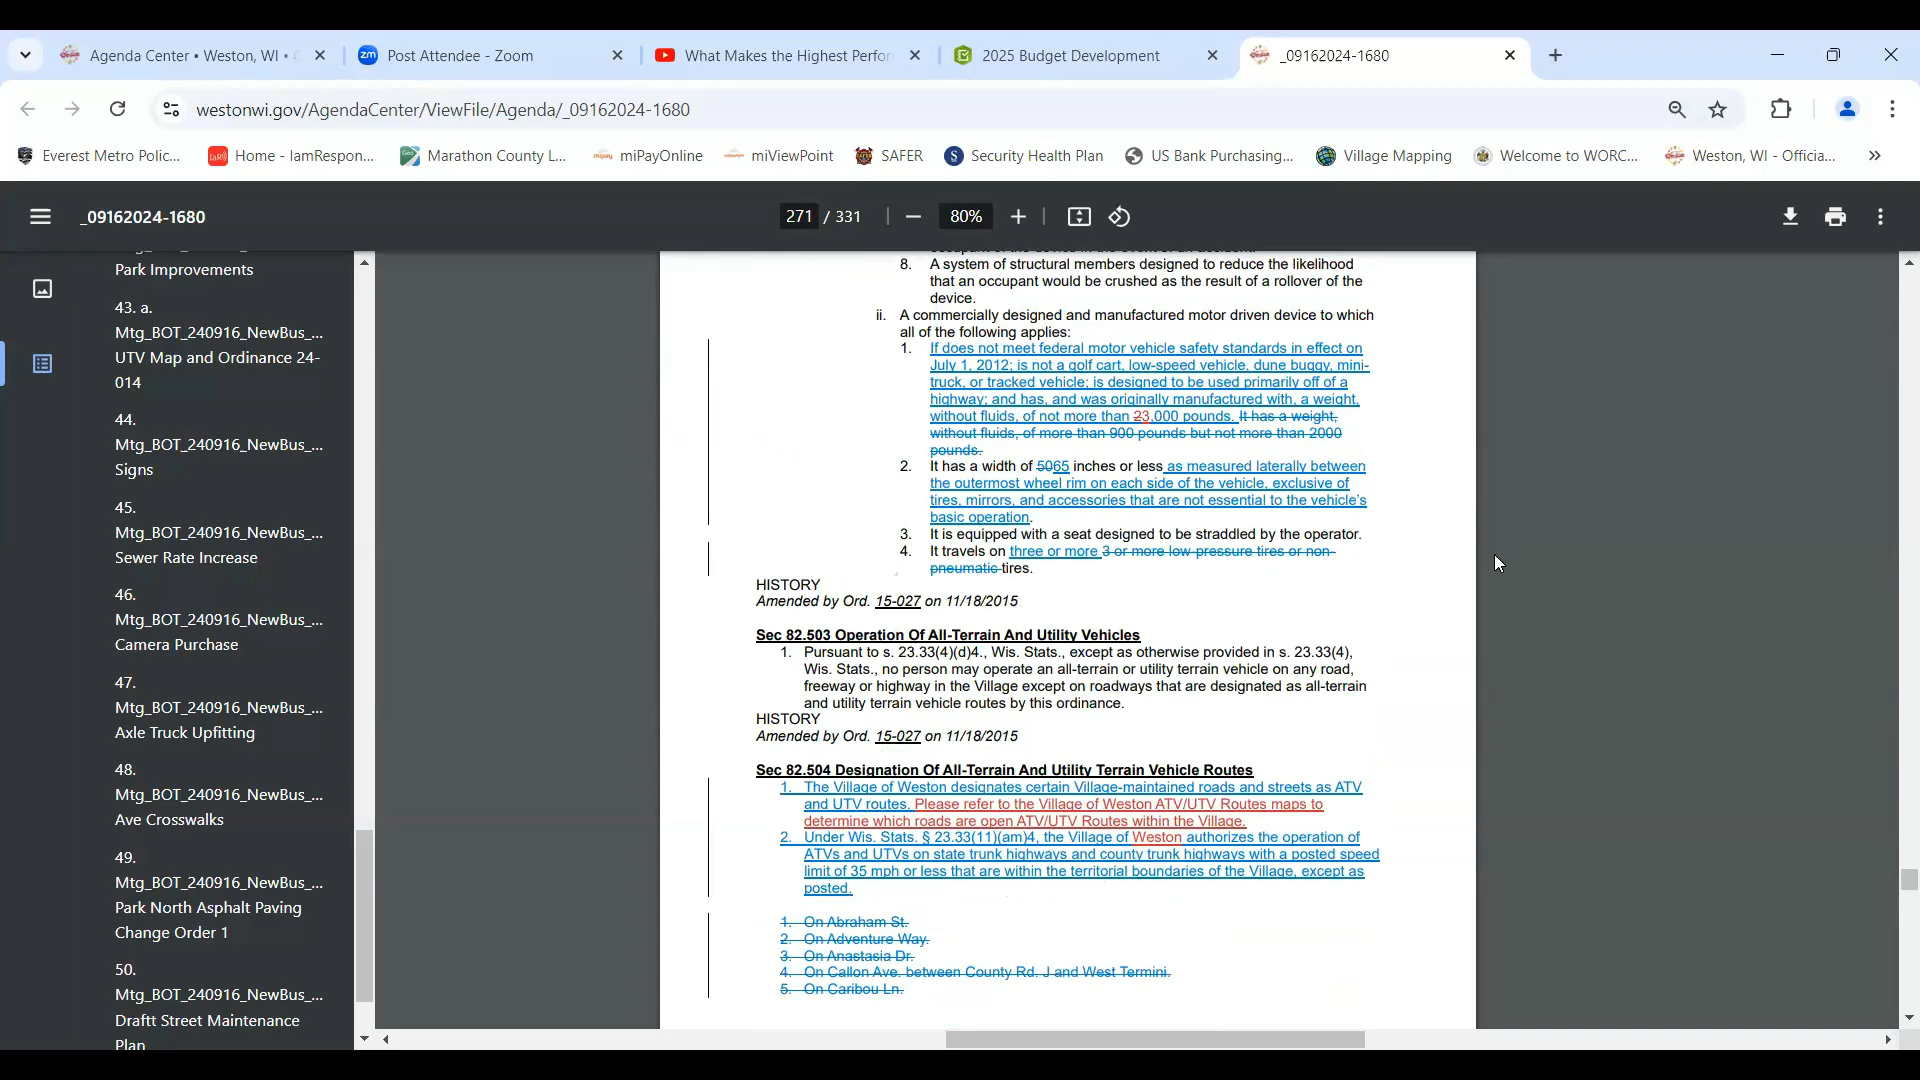 Agenda Center • Weston, WI •
Post Attendee - Zoom
What Makes the Highest Perfor
2025 Budget Development
_09162024-1680
westonwi.gov/AgendaCenter/ViewFile/Agenda/_09162024-1680
Everest Metro Polic...
Home - IamRespon...
Marathon County L...
miPayOnline
miViewPoint
SAFER
Security Health Plan
US Bank Purchasing...
Village Mapping
Welcome to WORC...
Weston, WI - Officia...
_09162024-1680
271 / 331
80%
Park Improvements
43. a.
Mtg_BOT_240916_NewBus_...
UTV Map and Ordinance 24-
014
44.
Mtg_BOT_240916_NewBus_...
Signs
45.
Mtg_BOT_240916_NewBus_...
Sewer Rate Increase
46.
Mtg_BOT_240916_NewBus_...
Camera Purchase
47.
Mtg_BOT_240916_NewBus_...
Axle Truck Upfitting
48.
Mtg_BOT_240916_NewBus_...
Ave Crosswalks
49.
Mtg_BOT_240916_NewBus_...
Park North Asphalt Paving
Change Order 1
50.
Mtg_BOT_240916_NewBus_...
Draftt Street Maintenance
Plan
8. A system of structural members designed to reduce the likelihood
that an occupant would be crushed as the result of a rollover of the
device.
ii. A commercially designed and manufactured motor driven device to which
all of the following applies:
1. If does not meet federal motor vehicle safety standards in effect on
July 1, 2012; is not a golf cart, low-speed vehicle, dune buggy, mini-
truck, or tracked vehicle; is designed to be used primarily off of a
highway; and has, and was originally manufactured with, a weight,
without fluids, of not more than 23,000 pounds. It has a weight,
without fluids, of more than 900 pounds but not more than 2000
pounds.
2. It has a width of 5065 inches or less as measured laterally between
the outermost wheel rim on each side of the vehicle, exclusive of
tires, mirrors, and accessories that are not essential to the vehicle's
basic operation.
3. It is equipped with a seat designed to be straddled by the operator.
4. It travels on three or more 3 or more low-pressure tires or non-
pneumatic tires.
HISTORY
Amended by Ord. 15-027 on 11/18/2015
Sec 82.503 Operation Of All-Terrain And Utility Vehicles
1. Pursuant to s. 23.33(4)(d)4., Wis. Stats., except as otherwise provided in s. 23.33(4),
Wis. Stats., no person may operate an all-terrain or utility terrain vehicle on any road,
freeway or highway in the Village except on roadways that are designated as all-terrain
and utility terrain vehicle routes by this ordinance.
HISTORY
Amended by Ord. 15-027 on 11/18/2015
Sec 82.504 Designation Of All-Terrain And Utility Terrain Vehicle Routes
1. The Village of Weston designates certain Village-maintained roads and streets as ATV
and UTV routes. Please refer to the Village of Weston ATV/UTV Routes maps to
determine which roads are open ATV/UTV Routes within the Village.
2. Under Wis. Stats. § 23.33(11)(am)4, the Village of Weston authorizes the operation of
ATVs and UTVs on state trunk highways and county trunk highways with a posted speed
limit of 35 mph or less that are within the territorial boundaries of the Village, except as
posted.
1. On Abraham St.
2. On Adventure Way.
3. On Anastasia Dr.
4. On Callon Ave. between County Rd. J and West Termini.
5. On Caribou Ln.